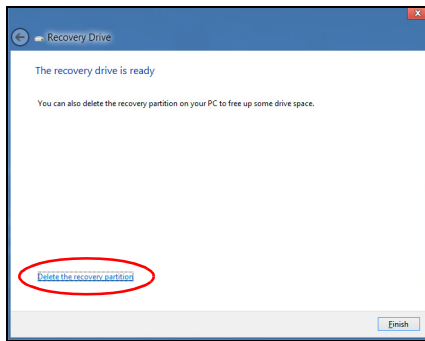 Recovery Drive
The recovery drive is ready
You can also delete the recovery partition on your PC to free up some drive space.
Delete the recovery partition
Finish